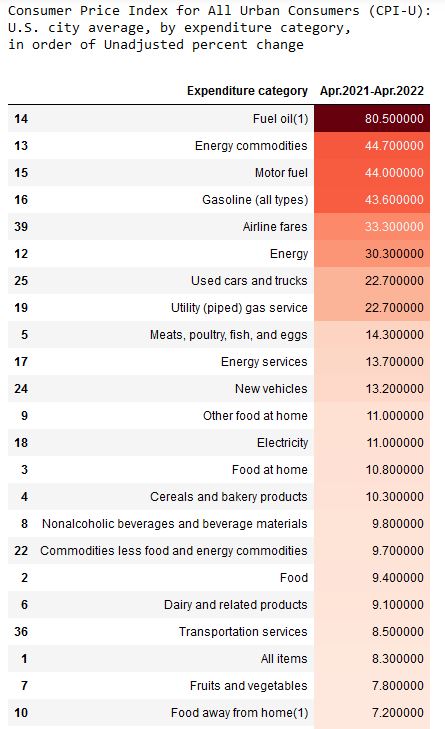 Consumer Price Index for All Urban Consumers (CPI-U):
U.S. city average, by expenditure category,
in order of Unadjusted percent change
Expenditure category Apr.2021-Apr.2022
14 Fuel oil(1) 80.500000
13 Energy commodities 44.700000
15 Motor fuel 44.000000
16 Gasoline (all types) 43.600000
39 Airline fares 33.300000
12 Energy 30.300000
25 Used cars and trucks 22.700000
19 Utility (piped) gas service 22.700000
5 Meats, poultry, fish, and eggs 14.300000
17 Energy services 13.700000
24 New vehicles 13.200000
9 Other food at home 11.000000
18 Electricity 11.000000
3 Food at home 10.800000
4 Cereals and bakery products 10.300000
8 Nonalcoholic beverages and beverage materials 9.800000
22 Commodities less food and energy commodities 9.700000
2 Food 9.400000
6 Dairy and related products 9.100000
36 Transportation services 8.500000
1 All items 8.300000
7 Fruits and vegetables 7.800000
10 Food away from home(1) 7.200000